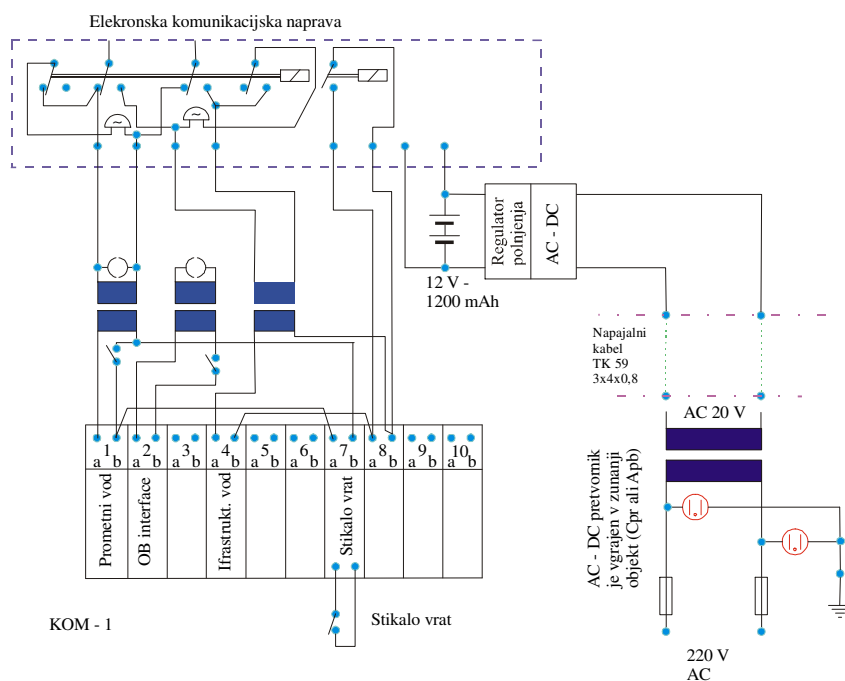 Elekronska komunikacijska naprava
~
~
Regulator
polnjenja
AC - DC
12 V -
1200 mAh
Napajalni
kabel
TK 59
3x4x0,8
AC 20 V
1 2 3 4 5 6 7 8 9 10
a b a b a b a b a b a b a b a b a b a b
Prometni vod
OB interface
Ifrastrukt. vod
Stikalo vrat
AC - DC pretvornik
je vgrajen v zunanji
objekt (Cpr ali Apb)
KOM - 1
Stikalo vrat
220 V
AC